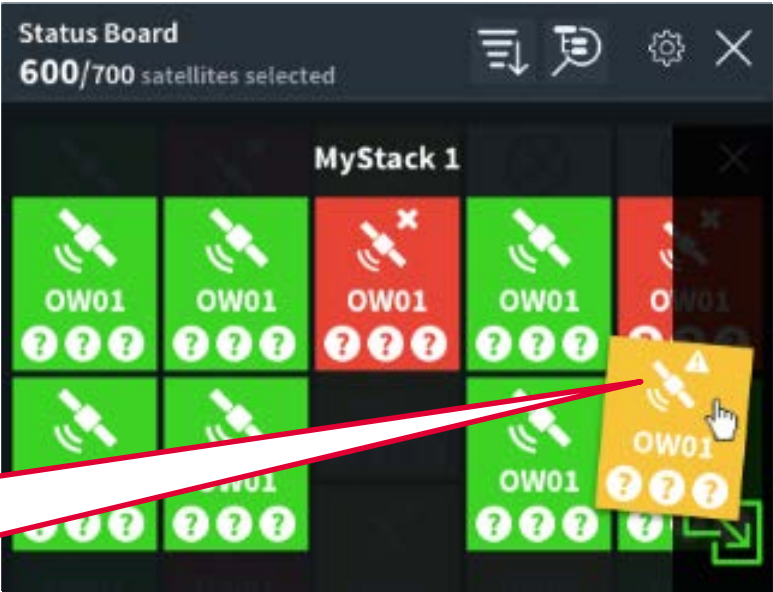 Status Board
600/700 satellites selected
MyStack 1
OW01 OW01 OW01 OW01 OW01
? ? ? ? ? ? ? ? ? ? ? ? ?
OW01
OW01 OW01
? ? ?
? ? ? ? ? ? ? ? ? ?